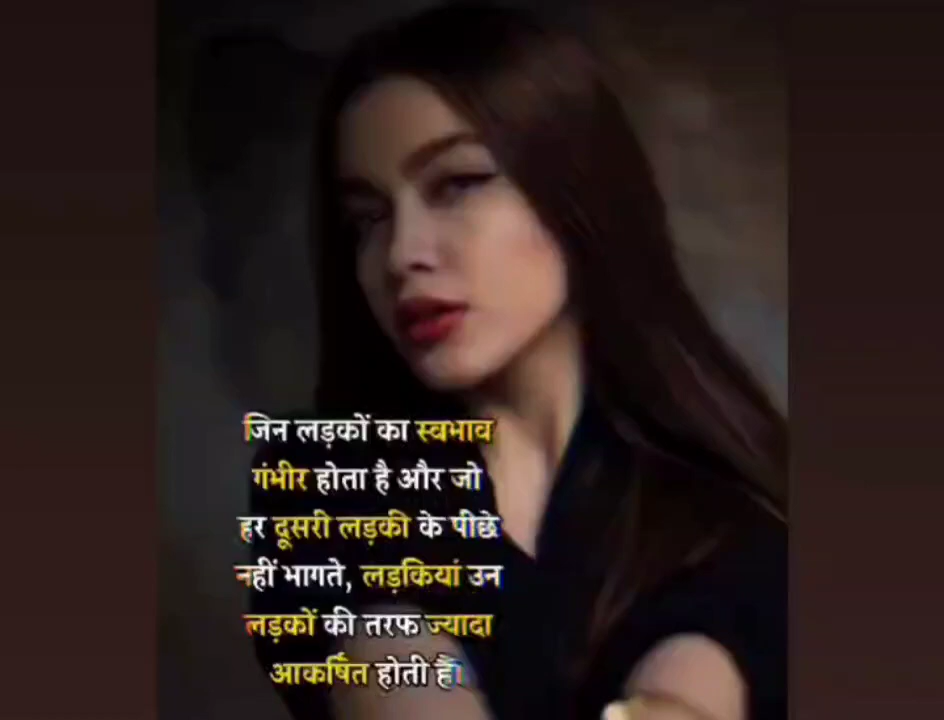 जिन लड़कों का स्वभाव
गंभीर होता है और जो
हर दूसरी लड़की के पीछे
नहीं भागते, लड़कियां उन
लड़कों की तरफ ज्यादा
आकर्षित होती हैं।